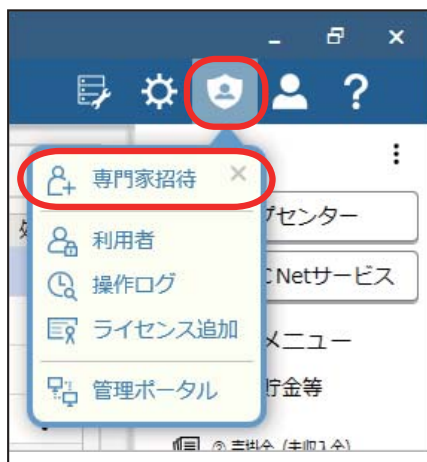 専門家招待
利用者
操作ログ
ライセンス追加
管理ポータル
プセンター
Netサービス
メニュー
貯金等